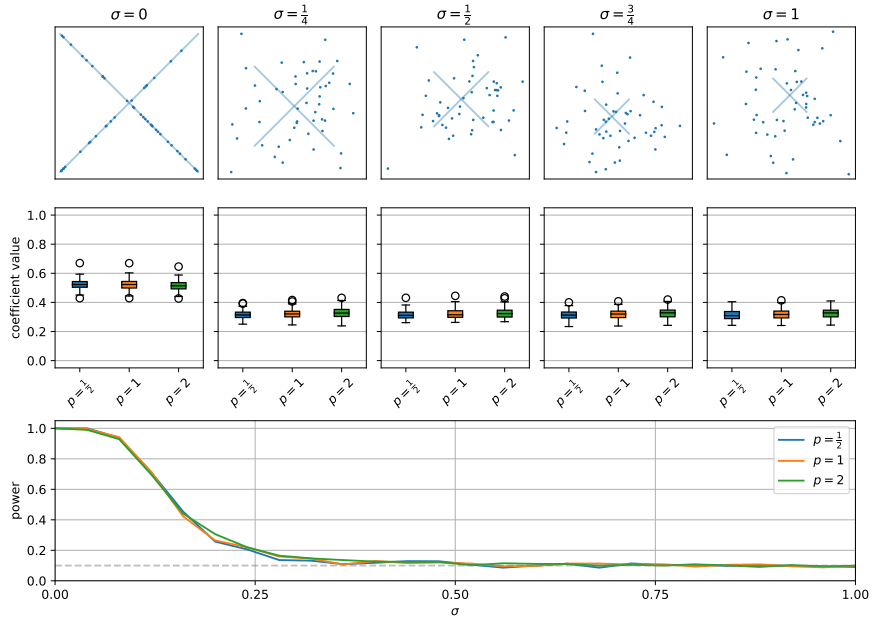 σ = 0 σ = 1/4 σ = 1/2 σ = 3/4 σ = 1
coefficient value
1.0
0.8
0.6
0.4
0.2
0.0
p = 1/2 p = 1 p = 2 p = 1/2 p = 1 p = 2 p = 1/2 p = 1 p = 2 p = 1/2 p = 1 p = 2 p = 1/2 p = 1 p = 2
power
1.0
0.8
0.6
0.4
0.2
0.0
p = 1/2
p = 1
p = 2
0.00 0.25 0.50 0.75 1.00
σ